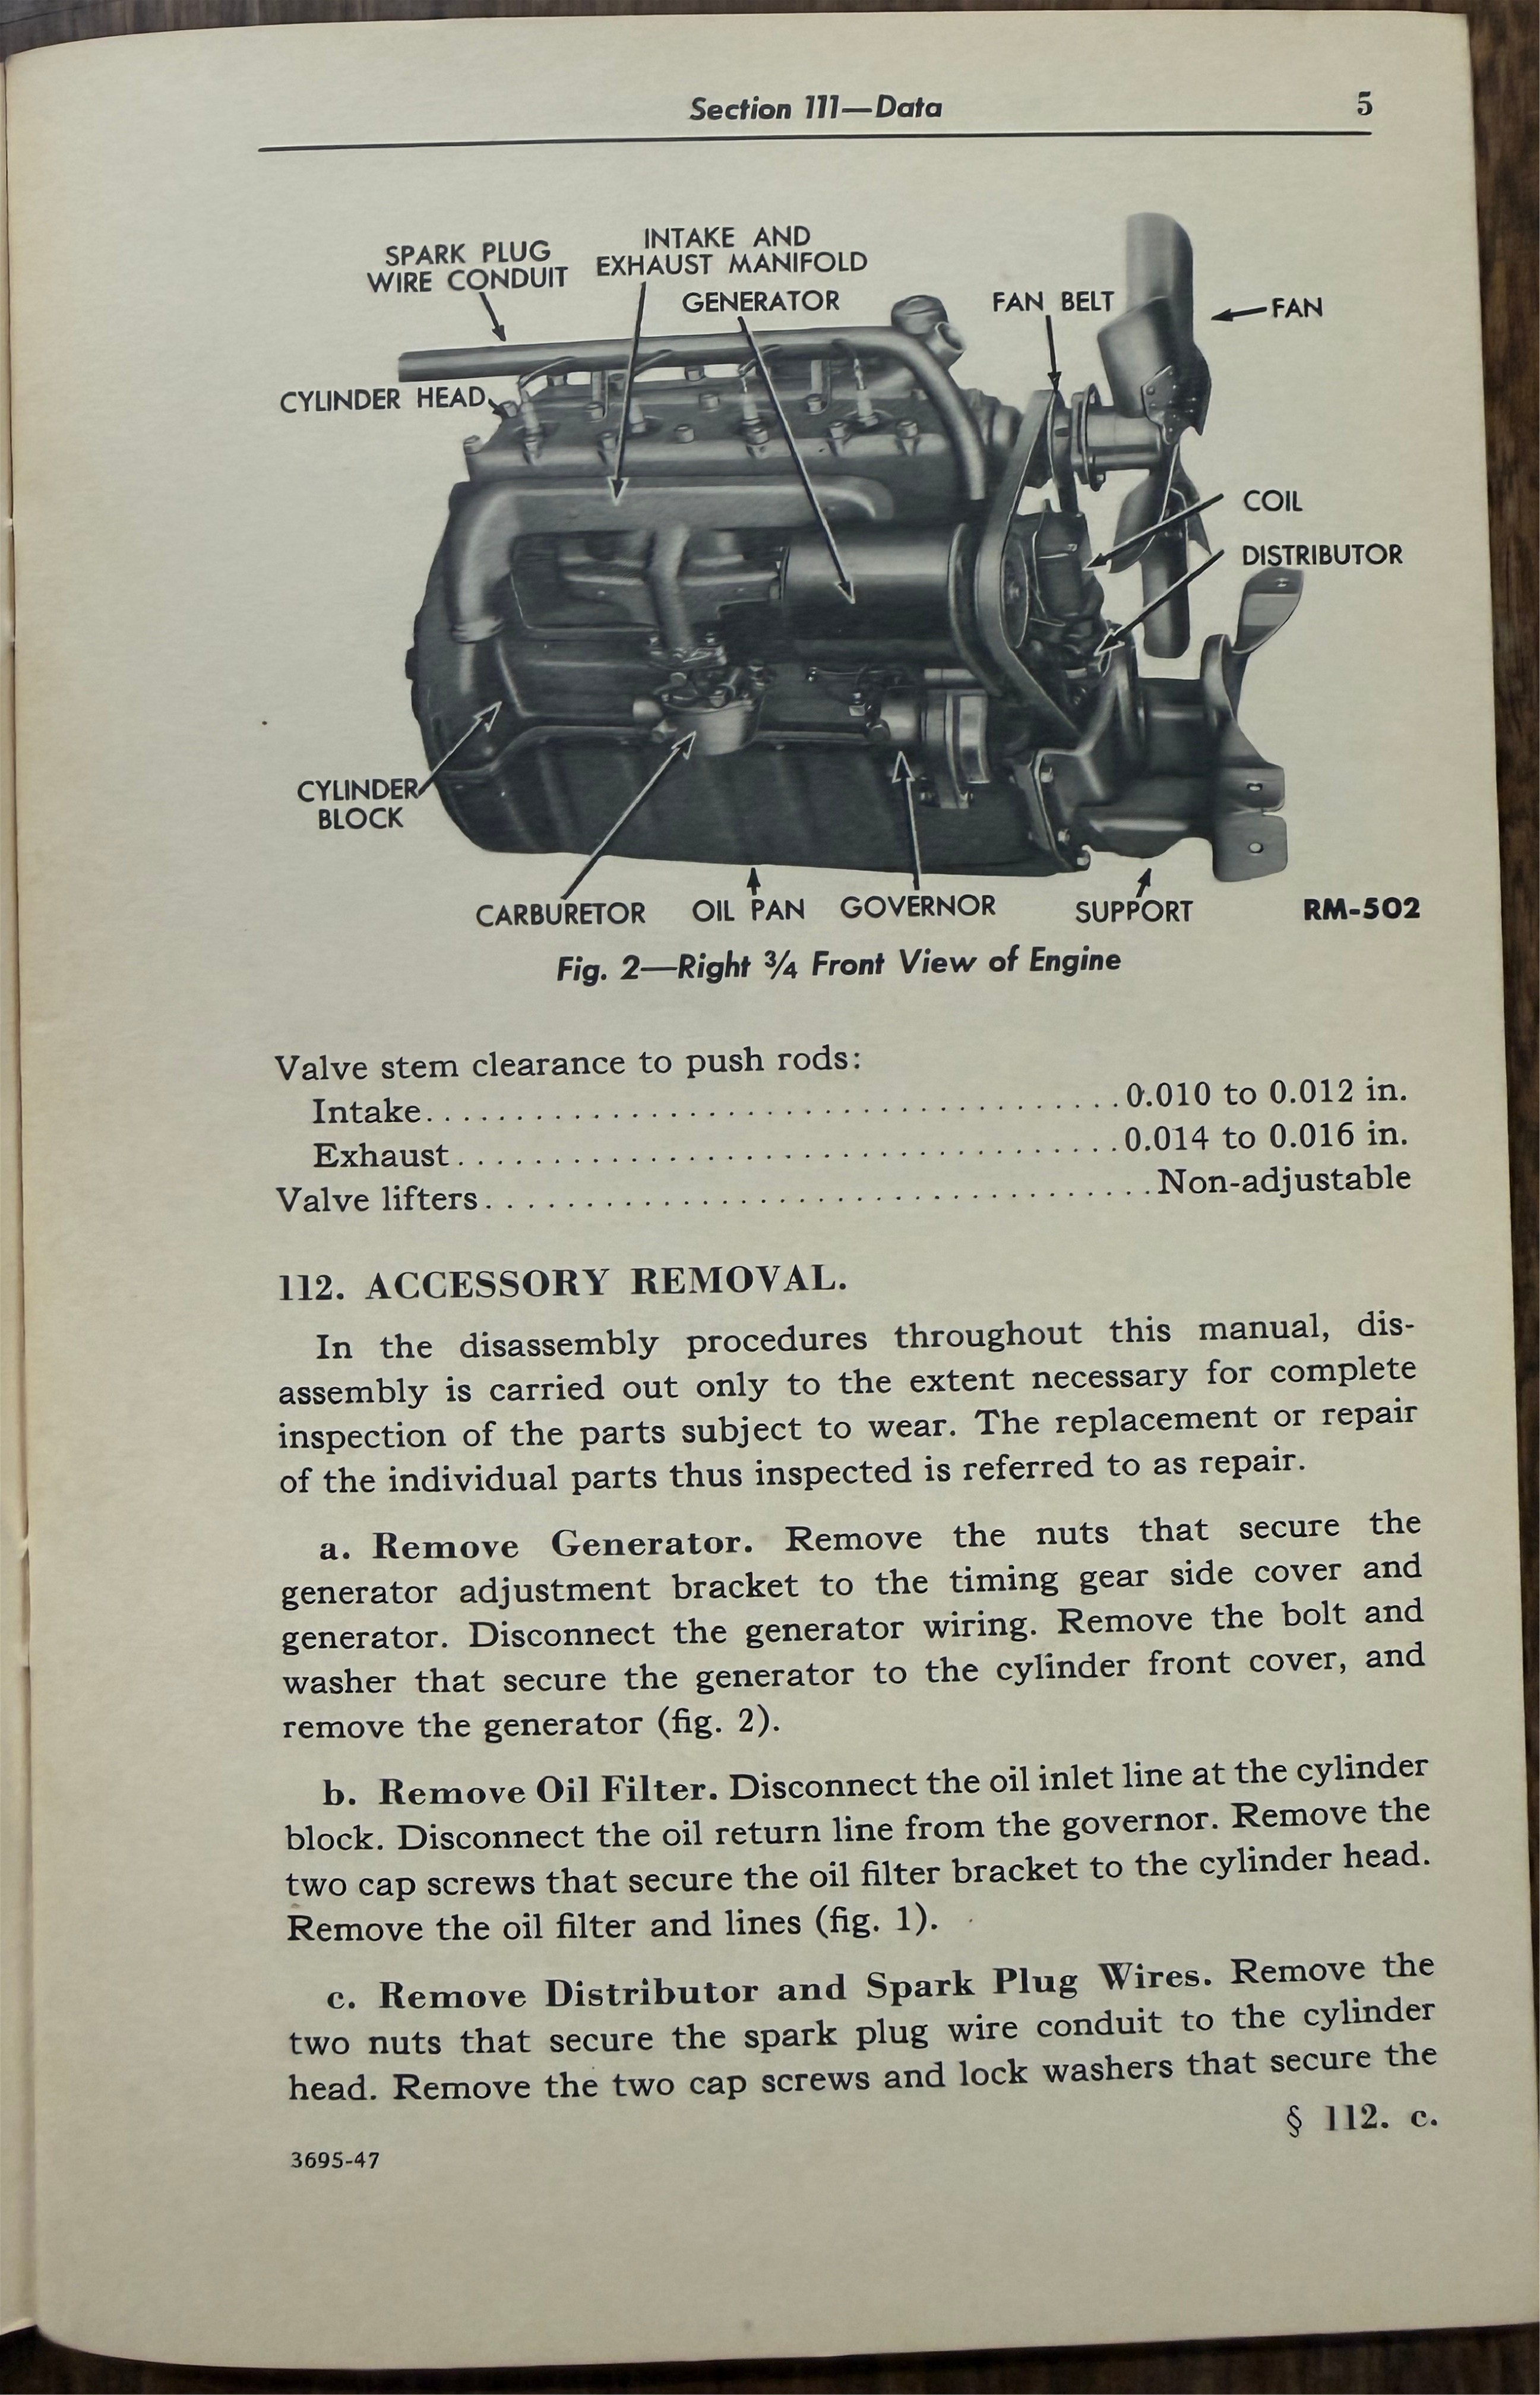 Section 111—Data 5
SPARK PLUG
WIRE CONDUIT
INTAKE AND
EXHAUST MANIFOLD
GENERATOR
FAN BELT
FAN
CYLINDER HEAD
COIL
DISTRIBUTOR
CYLINDER
BLOCK
CARBURETOR
OIL PAN
GOVERNOR
SUPPORT
RM-502
Fig. 2—Right ¾ Front View of Engine
Valve stem clearance to push rods:
Intake.....................................0.010 to 0.012 in.
Exhaust...................................0.014 to 0.016 in.
Valve lifters...................................Non-adjustable
112. ACCESSORY REMOVAL.
In the disassembly procedures throughout this manual, dis-
assembly is carried out only to the extent necessary for complete
inspection of the parts subject to wear. The replacement or repair
of the individual parts thus inspected is referred to as repair.
a. Remove Generator. Remove the nuts that secure the
generator adjustment bracket to the timing gear side cover and
generator. Disconnect the generator wiring. Remove the bolt and
washer that secure the generator to the cylinder front cover, and
remove the generator (fig. 2).
b. Remove Oil Filter. Disconnect the oil inlet line at the cylinder
block. Disconnect the oil return line from the governor. Remove the
two cap screws that secure the oil filter bracket to the cylinder head.
Remove the oil filter and lines (fig. 1).
c. Remove Distributor and Spark Plug Wires. Remove the
two nuts that secure the spark plug wire conduit to the cylinder
head. Remove the two cap screws and lock washers that secure the
§ 112. c.
3695-47